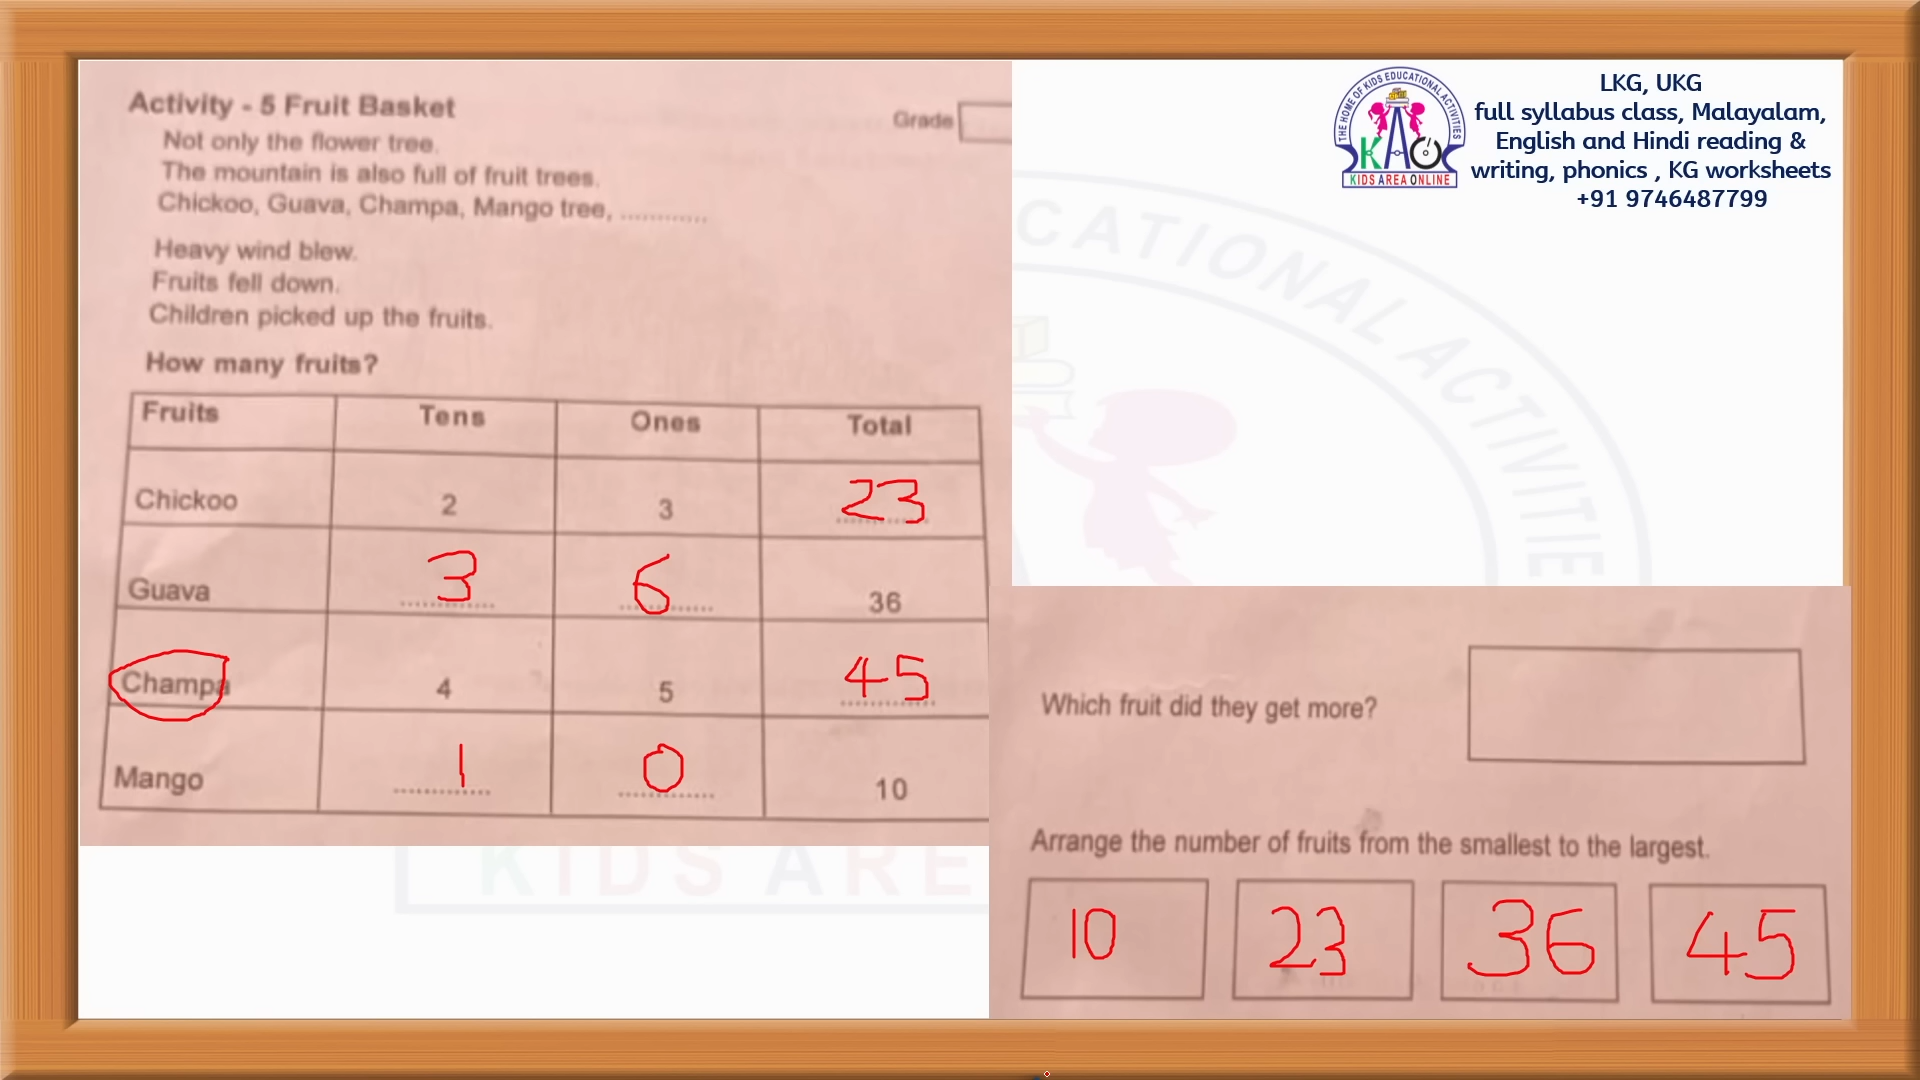 Activity - 5 Fruit Basket
Grade
Not only the flower tree.
The mountain is also full of fruit trees.
Chickoo, Guava, Champa, Mango tree, ............
Heavy wind blew.
Fruits fell down.
Children picked up the fruits.
How many fruits?
Fruits Tens Ones Total
Chickoo 2 3 23
Guava 3 6 36
Champa 4 5 45
Mango 1 0 10
THE HOME OF KIDS EDUCATIONAL ACTIVITIES
KAO
KIDS AREA ONLINE
LKG, UKG
full syllabus class, Malayalam,
English and Hindi reading &
writing, phonics , KG worksheets
+91 9746487799
CATIONAL ACTIVITIE
KIDS ARE
Which fruit did they get more?
Arrange the number of fruits from the smallest to the largest.
10 23 36 45